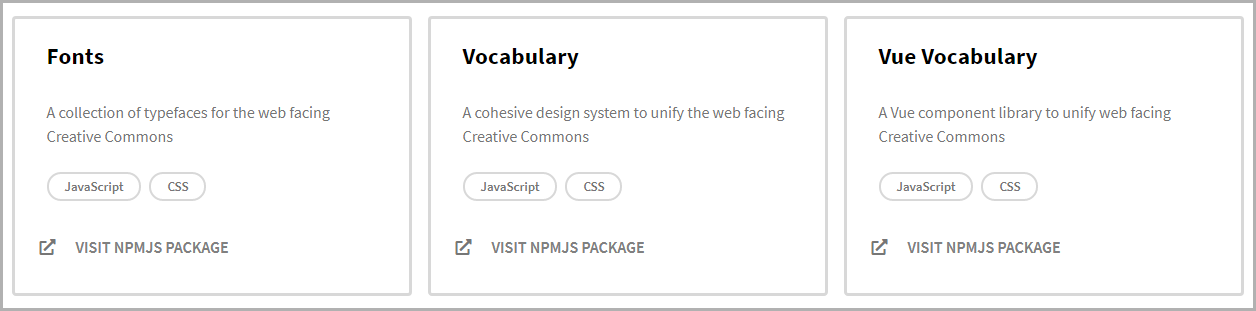 Fonts
A collection of typefaces for the web facing
Creative Commons
JavaScript
CSS
VISIT NPMJS PACKAGE
Vocabulary
A cohesive design system to unify the web facing
Creative Commons
JavaScript
CSS
VISIT NPMJS PACKAGE
Vue Vocabulary
A Vue component library to unify web facing
Creative Commons
JavaScript
CSS
VISIT NPMJS PACKAGE